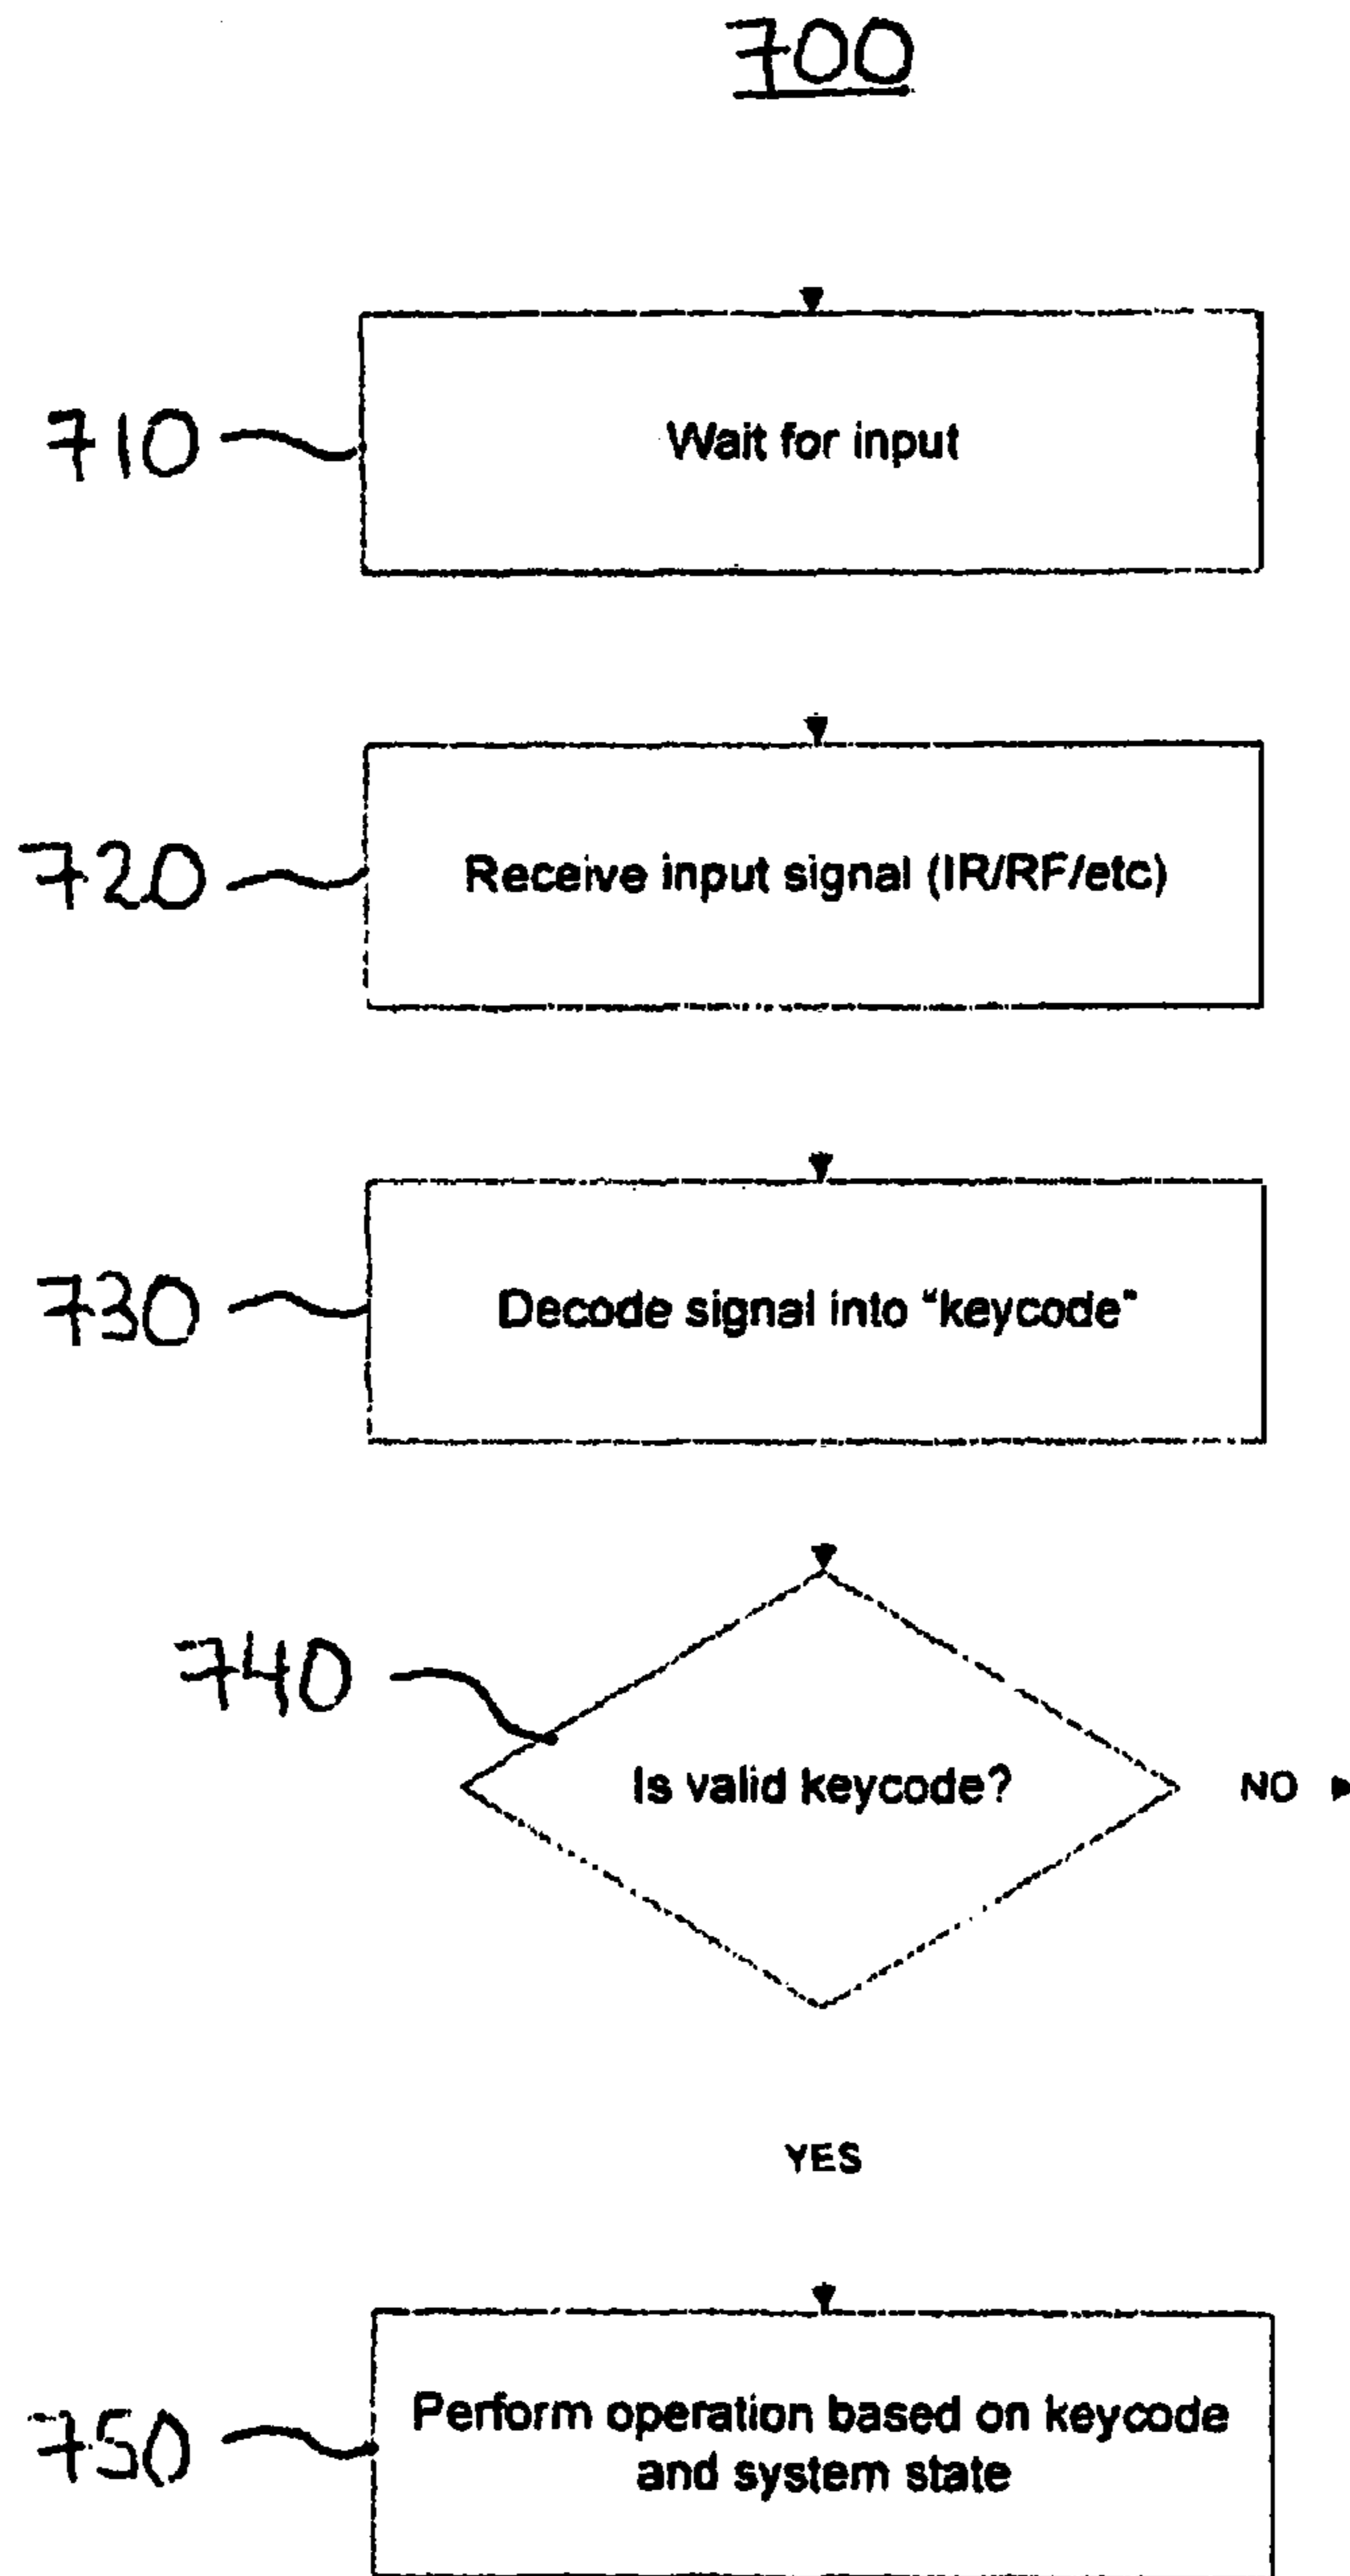 700
710
Wait for input
720
Receive input signal (IR/RF/etc)
730
Decode signal into “keycode”
740
Is valid keycode?
NO
YES
750
Perform operation based on keycode
and system state